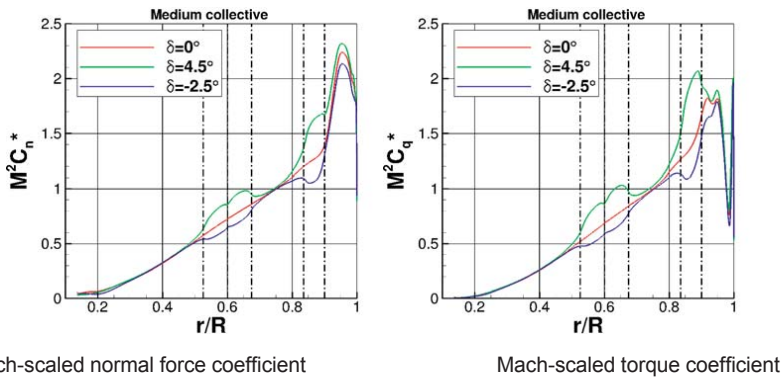 Medium collective
2.5
2
1.5
1
0.5
0
M²Cₙ*
δ=0°
δ=4.5°
δ=-2.5°
0.2 0.4 0.6 0.8 1
r/R
Medium collective
2.5
2
1.5
1
0.5
0
M²C_q*
δ=0°
δ=4.5°
δ=-2.5°
0.2 0.4 0.6 0.8 1
r/R
ch-scaled normal force coefficient
Mach-scaled torque coefficient